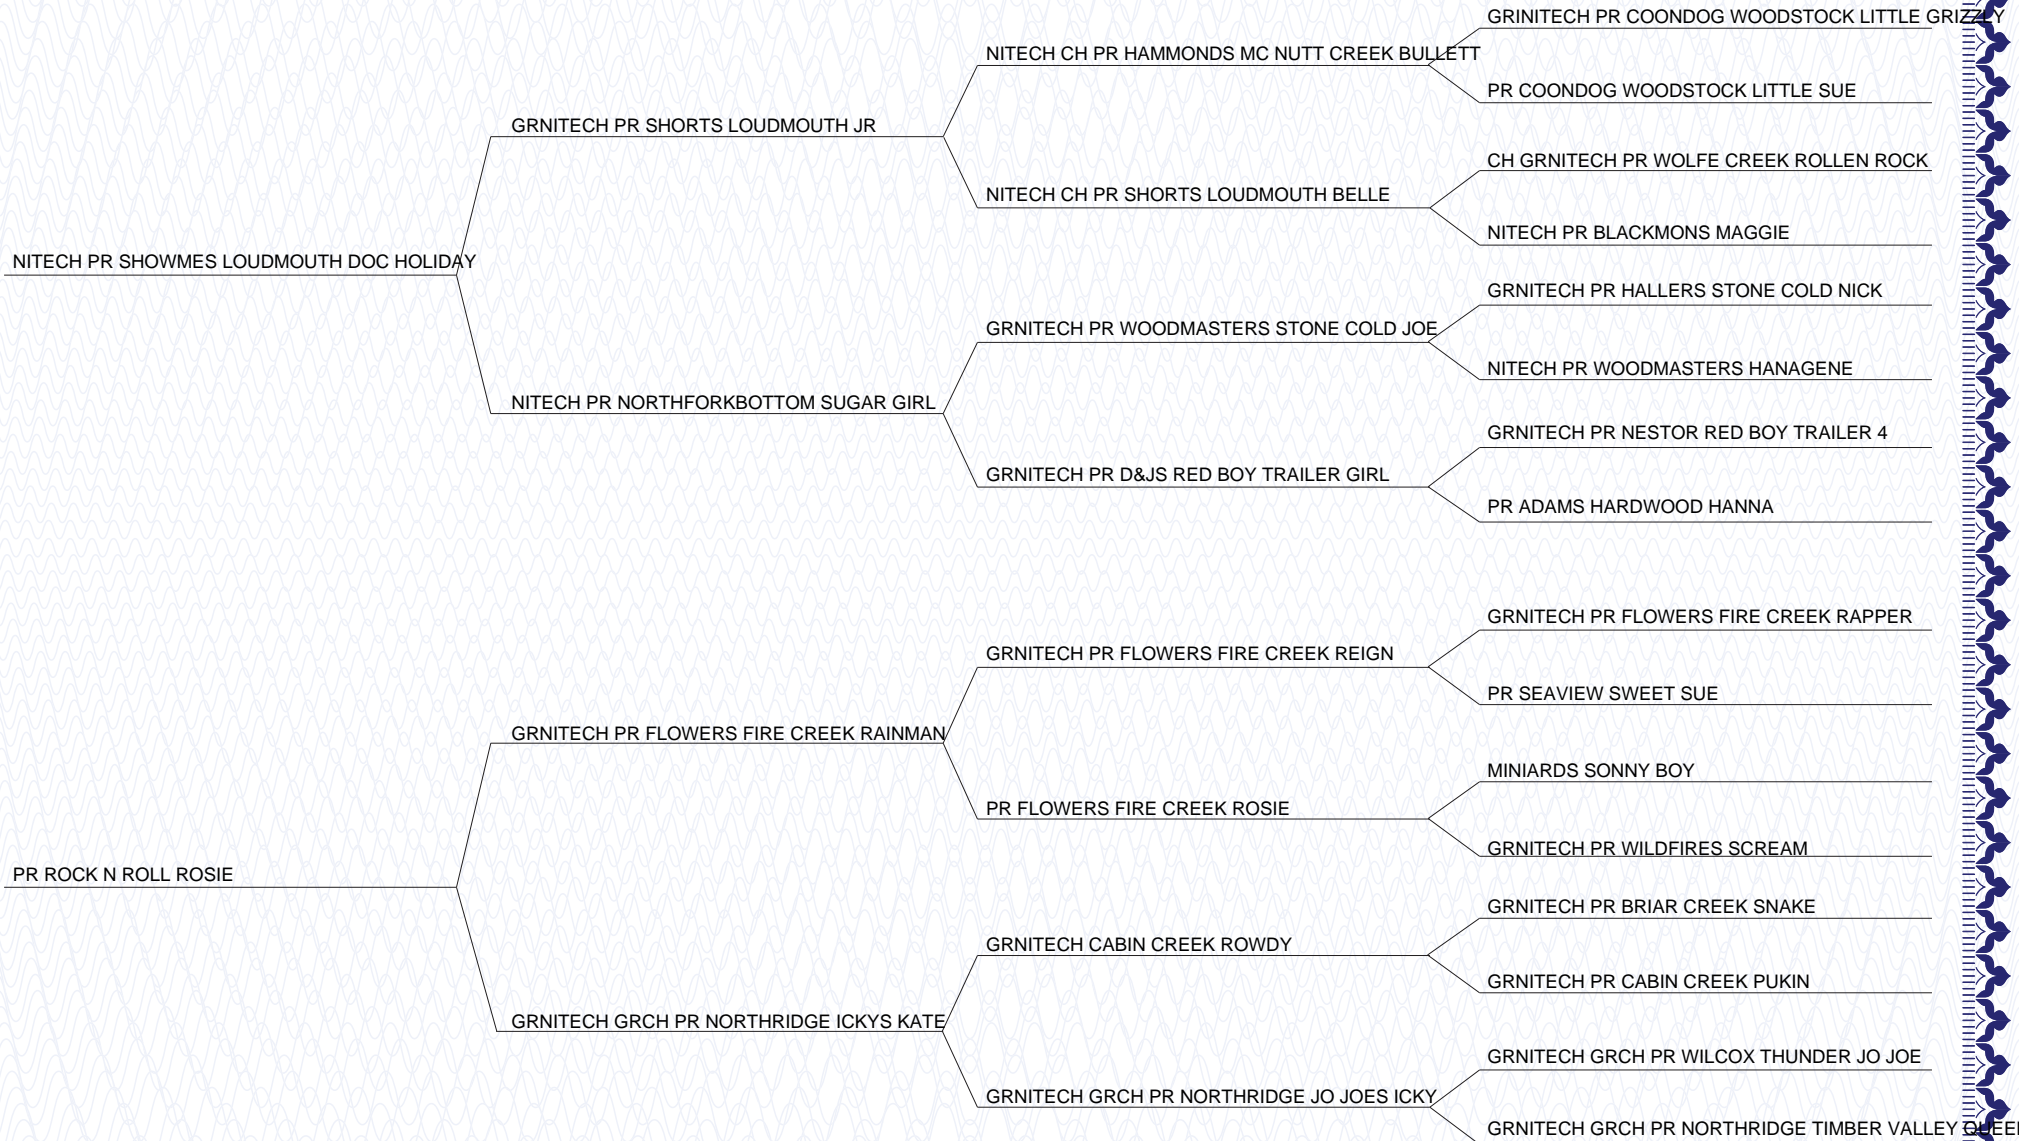 GRINITECH PR COONDOG WOODSTOCK LITTLE GRIZZLY
NITECH CH PR HAMMONDS MC NUTT CREEK BULLETT
PR COONDOG WOODSTOCK LITTLE SUE
GRNITECH PR SHORTS LOUDMOUTH JR
CH GRNITECH PR WOLFE CREEK ROLLEN ROCK
NITECH CH PR SHORTS LOUDMOUTH BELLE
NITECH PR BLACKMONS MAGGIE
NITECH PR SHOWMES LOUDMOUTH DOC HOLIDAY
GRNITECH PR HALLERS STONE COLD NICK
GRNITECH PR WOODMASTERS STONE COLD JOE
NITECH PR WOODMASTERS HANAGENE
NITECH PR NORTHFORKBOTTOM SUGAR GIRL
GRNITECH PR NESTOR RED BOY TRAILER 4
GRNITECH PR D&JS RED BOY TRAILER GIRL
PR ADAMS HARDWOOD HANNA
GRNITECH PR FLOWERS FIRE CREEK RAPPER
GRNITECH PR FLOWERS FIRE CREEK REIGN
PR SEAVIEW SWEET SUE
GRNITECH PR FLOWERS FIRE CREEK RAINMAN
MINIARDS SONNY BOY
PR FLOWERS FIRE CREEK ROSIE
GRNITECH PR WILDFIRES SCREAM
PR ROCK N ROLL ROSIE
GRNITECH PR BRIAR CREEK SNAKE
GRNITECH CABIN CREEK ROWDY
GRNITECH PR CABIN CREEK PUKIN
GRNITECH GRCH PR NORTHRIDGE ICKYS KATE
GRNITECH GRCH PR WILCOX THUNDER JO JOE
GRNITECH GRCH PR NORTHRIDGE JO JOES ICKY
GRNITECH GRCH PR NORTHRIDGE TIMBER VALLEY QUEEN